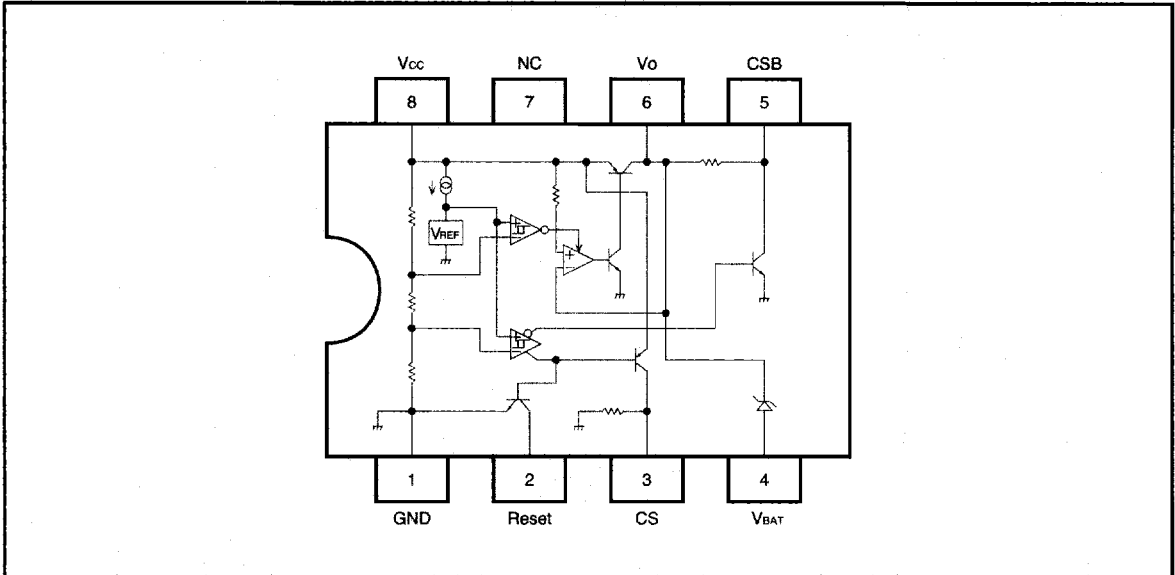 Vcc NC Vo CSB
8 7 6 5
VREF
+
−
+
−
+
−
1 2 3 4
GND Reset CS VBAT